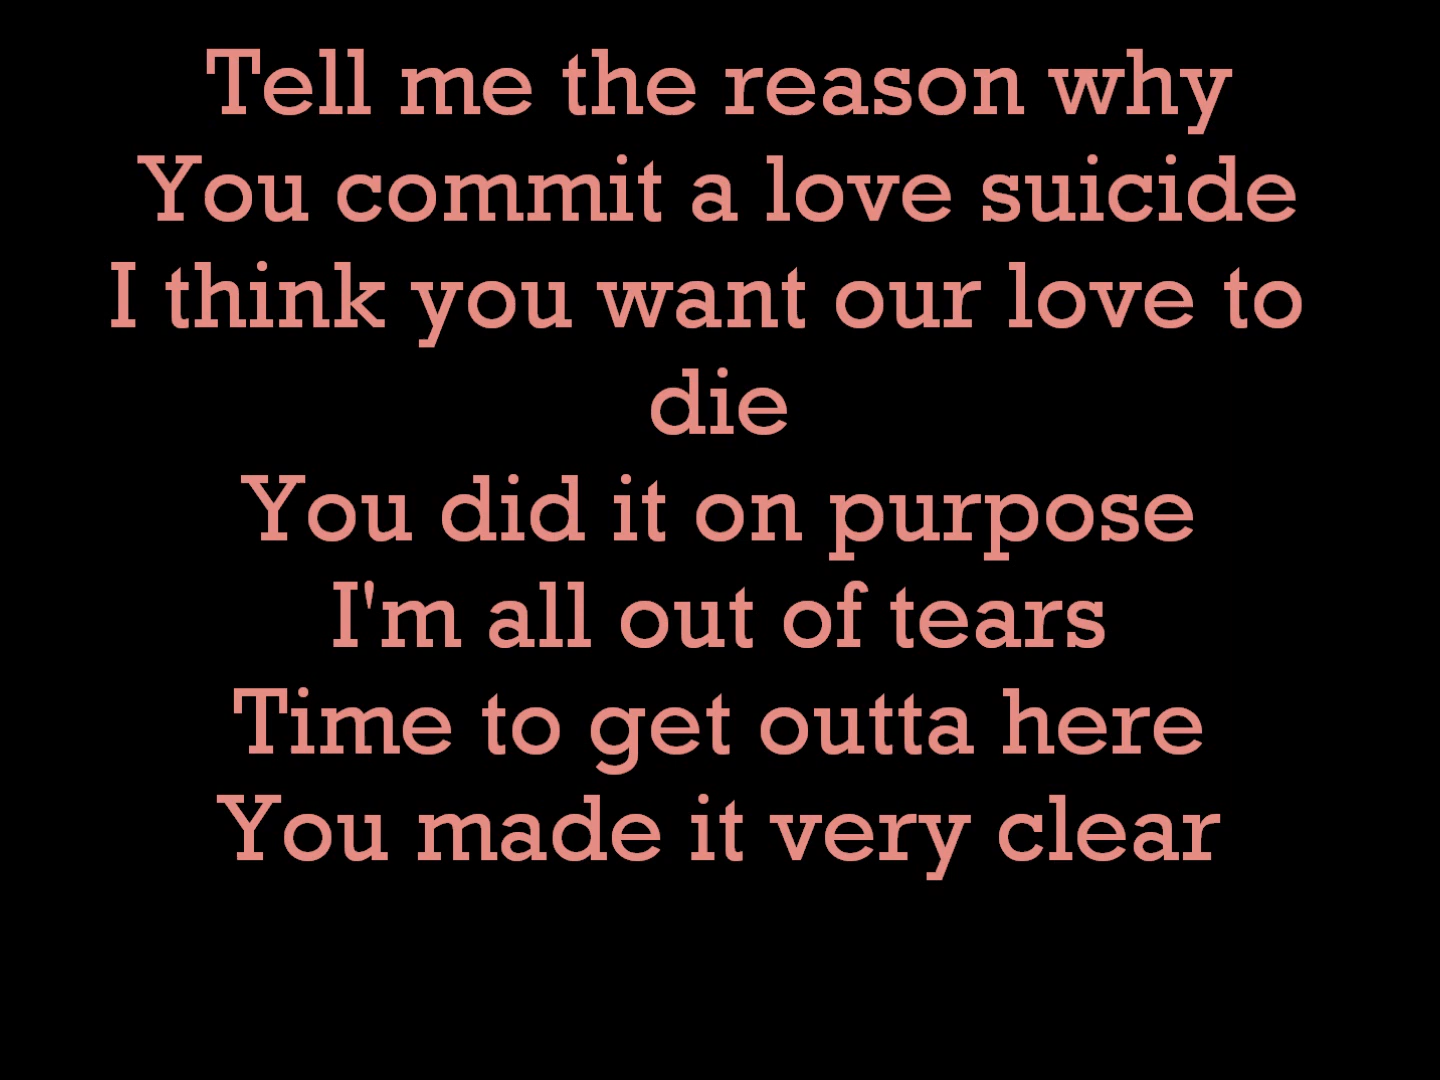 Tell me the reason why
You commit a love suicide
I think you want our love to
die
You did it on purpose
I'm all out of tears
Time to get outta here
You made it very clear